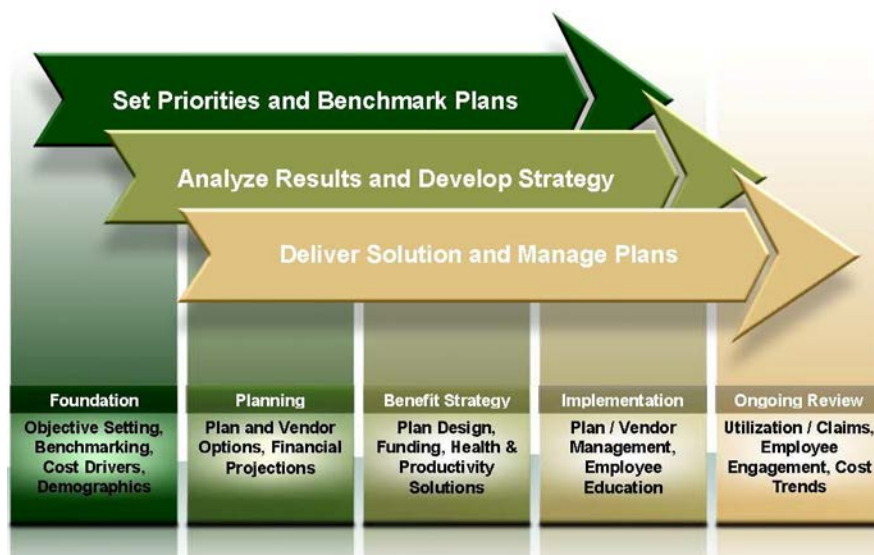 Set Priorities and Benchmark Plans
Analyze Results and Develop Strategy
Deliver Solution and Manage Plans
Foundation
Objective Setting,
Benchmarking,
Cost Drivers,
Demographics
Planning
Plan and Vendor
Options, Financial
Projections
Benefit Strategy
Plan Design,
Funding, Health &
Productivity
Solutions
Implementation
Plan / Vendor
Management,
Employee
Education
Ongoing Review
Utilization / Claims,
Employee
Engagement, Cost
Trends